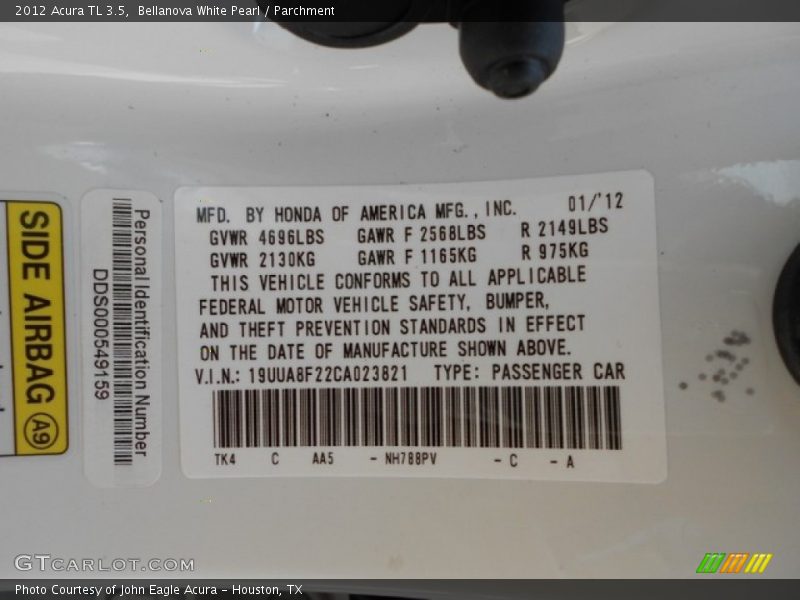 2012 Acura TL 3.5,  Bellanova White Pearl / Parchment
MFD. BY HONDA OF AMERICA MFG., INC. 01/'12
GVWR 4696LBS GAWR F 2568LBS R 2149LBS
GVWR 2130KG GAWR F 1165KG R 975KG
THIS VEHICLE CONFORMS TO ALL APPLICABLE
FEDERAL MOTOR VEHICLE SAFETY, BUMPER,
AND THEFT PREVENTION STANDARDS IN EFFECT
ON THE DATE OF MANUFACTURE SHOWN ABOVE.
V.I.N.: 19UUA8F22CA023821 TYPE: PASSENGER CAR
TK4 C AA5 - NH788PV - C - A
Personal Identification Number
DDS000549159
SIDE AIRBAG A9
GTCARLOT.COM
Photo Courtesy of John Eagle Acura - Houston, TX